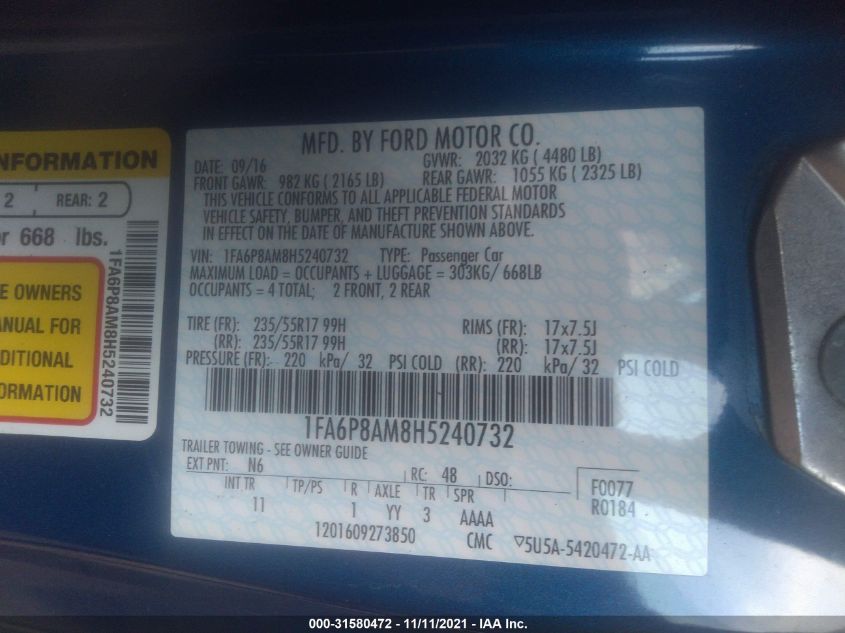 NFORMATION
2 REAR: 2
or 668 lbs.
E OWNERS
ANUAL FOR
DITIONAL
ORMATION
1FA6P8AM8H5240732
MFD. BY FORD MOTOR CO.
DATE: 09/16 GVWR: 2032 KG ( 4480 LB)
FRONT GAWR: 982 KG ( 2165 LB) REAR GAWR: 1055 KG ( 2325 LB)
THIS VEHICLE CONFORMS TO ALL APPLICABLE FEDERAL MOTOR
VEHICLE SAFETY, BUMPER, AND THEFT PREVENTION STANDARDS
IN EFFECT ON THE DATE OF MANUFACTURE SHOWN ABOVE.
VIN: 1FA6P8AM8H5240732 TYPE: Passenger Car
MAXIMUM LOAD = OCCUPANTS + LUGGAGE = 303KG/ 668LB
OCCUPANTS = 4 TOTAL; 2 FRONT, 2 REAR
TIRE (FR): 235/55R17 99H RIMS (FR): 17x7.5J
(RR): 235/55R17 99H (RR): 17x7.5J
PRESSURE (FR):- 220 kPa/ 32 PSI COLD (RR): 220 kPa/ 32 PSI COLD
1FA6P8AM8H5240732
TRAILER TOWING - SEE OWNER GUIDE
EXT PNT: N6 RC: 48 DSO:
INT TR TP/PS R AXLE TR SPR
11 1 YY 3 AAAA
F0077
R0184
1201609273850 CMC ▽5U5A-5420472-AA
000-31580472 - 11/11/2021 - IAA Inc.